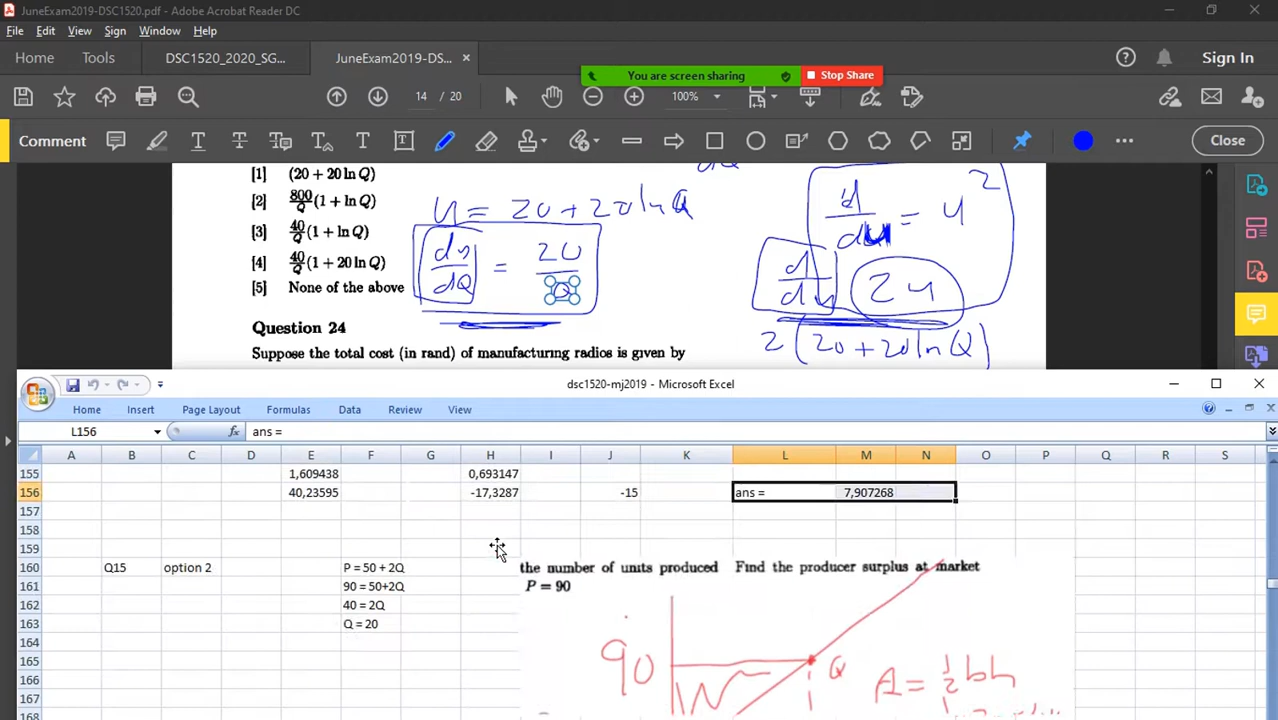 JuneExam2019-DSC1520.pdf - Adobe Acrobat Reader DC
File Edit View Sign Window Help
Home Tools DSC1520_2020_SG... JuneExam2019-DS... × Sign In
You are screen sharing Stop Share
14 / 20 100%
Comment Close
[1] (20 + 20 ln Q)
[2] 800/Q (1 + ln Q)
[3] 40/Q (1 + ln Q)
[4] 40/Q (1 + 20 ln Q)
[5] None of the above
u = 20+20lnQ
du/dQ = 20/Q
dQ
d/du = u²
d/du 2u
2(20+20lnQ)
Question 24
Suppose the total cost (in rand) of manufacturing radios is given by
dsc1520-mj2019 - Microsoft Excel
Home Insert Page Layout Formulas Data Review View
L156 fx ans =
A B C D E F G H I J K L M N O P Q R S
155 1,609438 0,693147
156 40,23595 -17,3287 -15 ans = 7,907268
157
158
159
160 Q15 option 2 P = 50 + 2Q the number of units produced Find the producer surplus at market
161 90 = 50+2Q P = 90
162 40 = 2Q
163 Q = 20
164
165 90 Q
166 A = ½bh
167
168